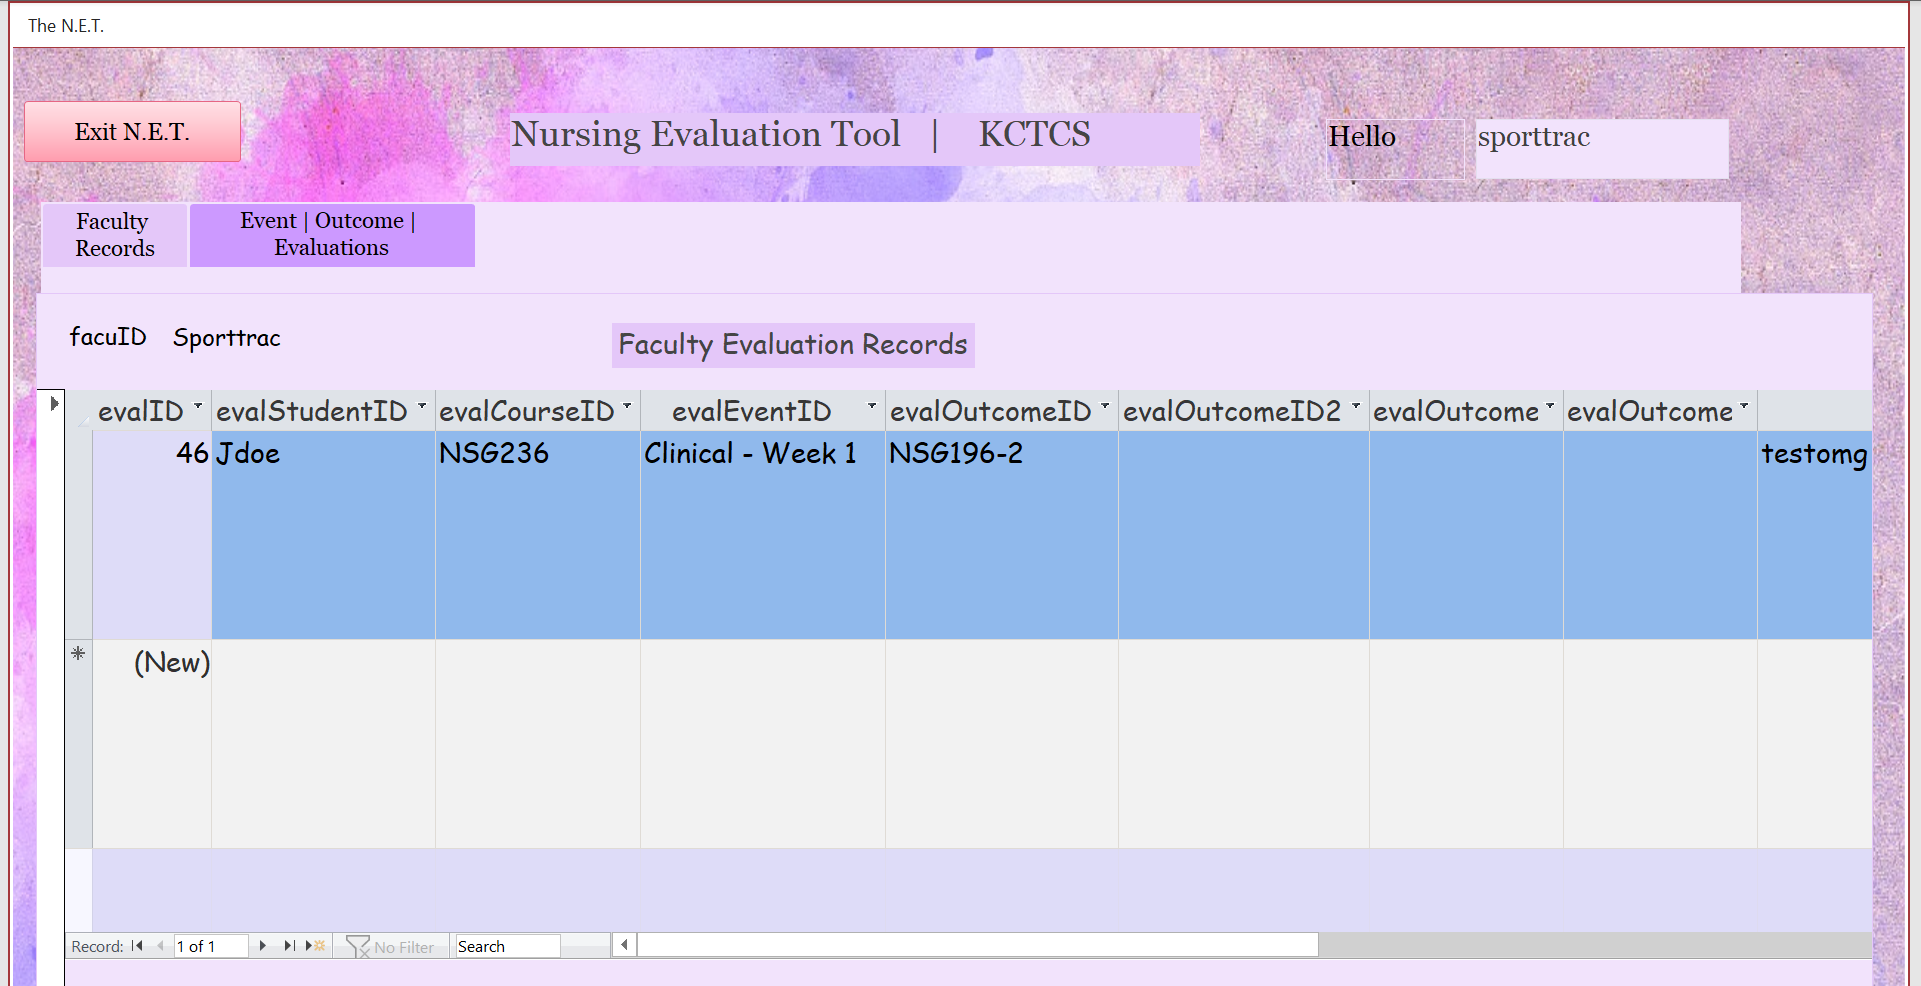 The N.E.T.
Exit N.E.T.
Nursing Evaluation Tool | KCTCS
Hello
sporttrac
Faculty
Records
Event | Outcome |
Evaluations
facuID Sporttrac
Faculty Evaluation Records
evalID evalStudentID evalCourseID evalEventID evalOutcomeID evalOutcomeID2 evalOutcome evalOutcome
46 Jdoe NSG236 Clinical - Week 1 NSG196-2 testomg
(New)
Record: 1 of 1 No Filter Search